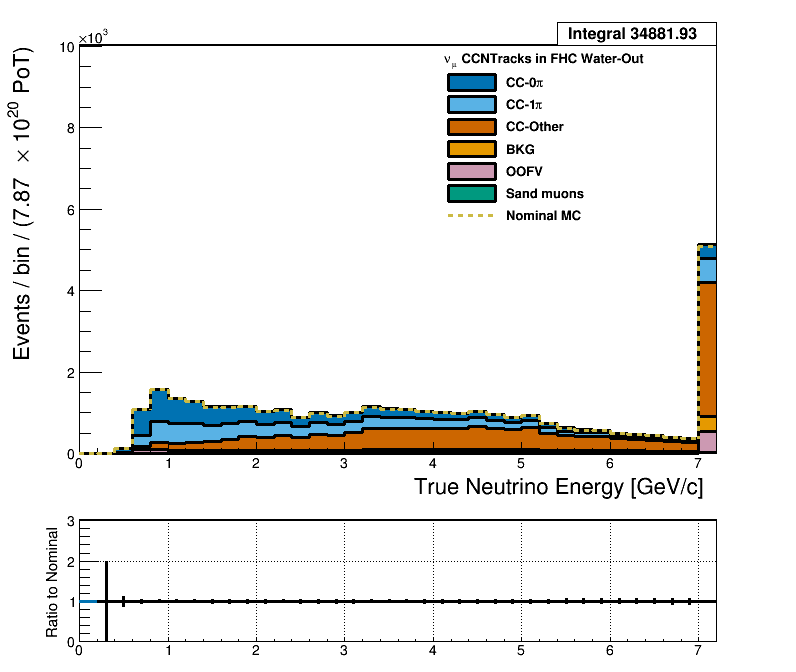 Integral 34881.93
×10³
ν_μ CCNTracks in FHC Water-Out
CC-0π
CC-1π
CC-Other
BKG
OOFV
Sand muons
Nominal MC
Events / bin / (7.87 × 10²⁰ PoT)
10
8
6
4
2
0
0 1 2 3 4 5 6 7
True Neutrino Energy [GeV/c]
Ratio to Nominal
3
2
1
0
0 1 2 3 4 5 6 7